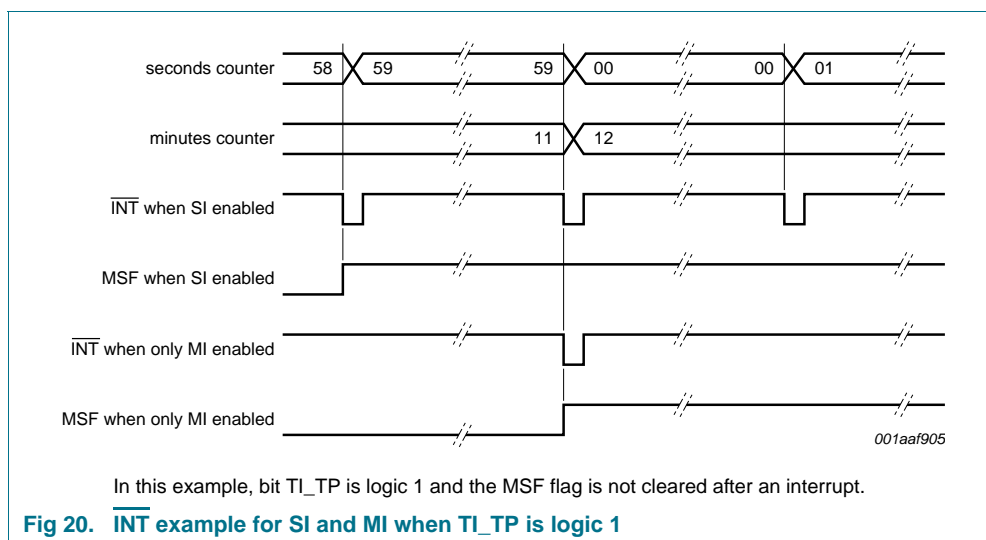 seconds counter 58 59 59 00 00 01
minutes counter 11 12
INT when SI enabled
MSF when SI enabled
INT when only MI enabled
MSF when only MI enabled
001aaf905
In this example, bit TI_TP is logic 1 and the MSF flag is not cleared after an interrupt.
Fig 20. INT example for SI and MI when TI_TP is logic 1